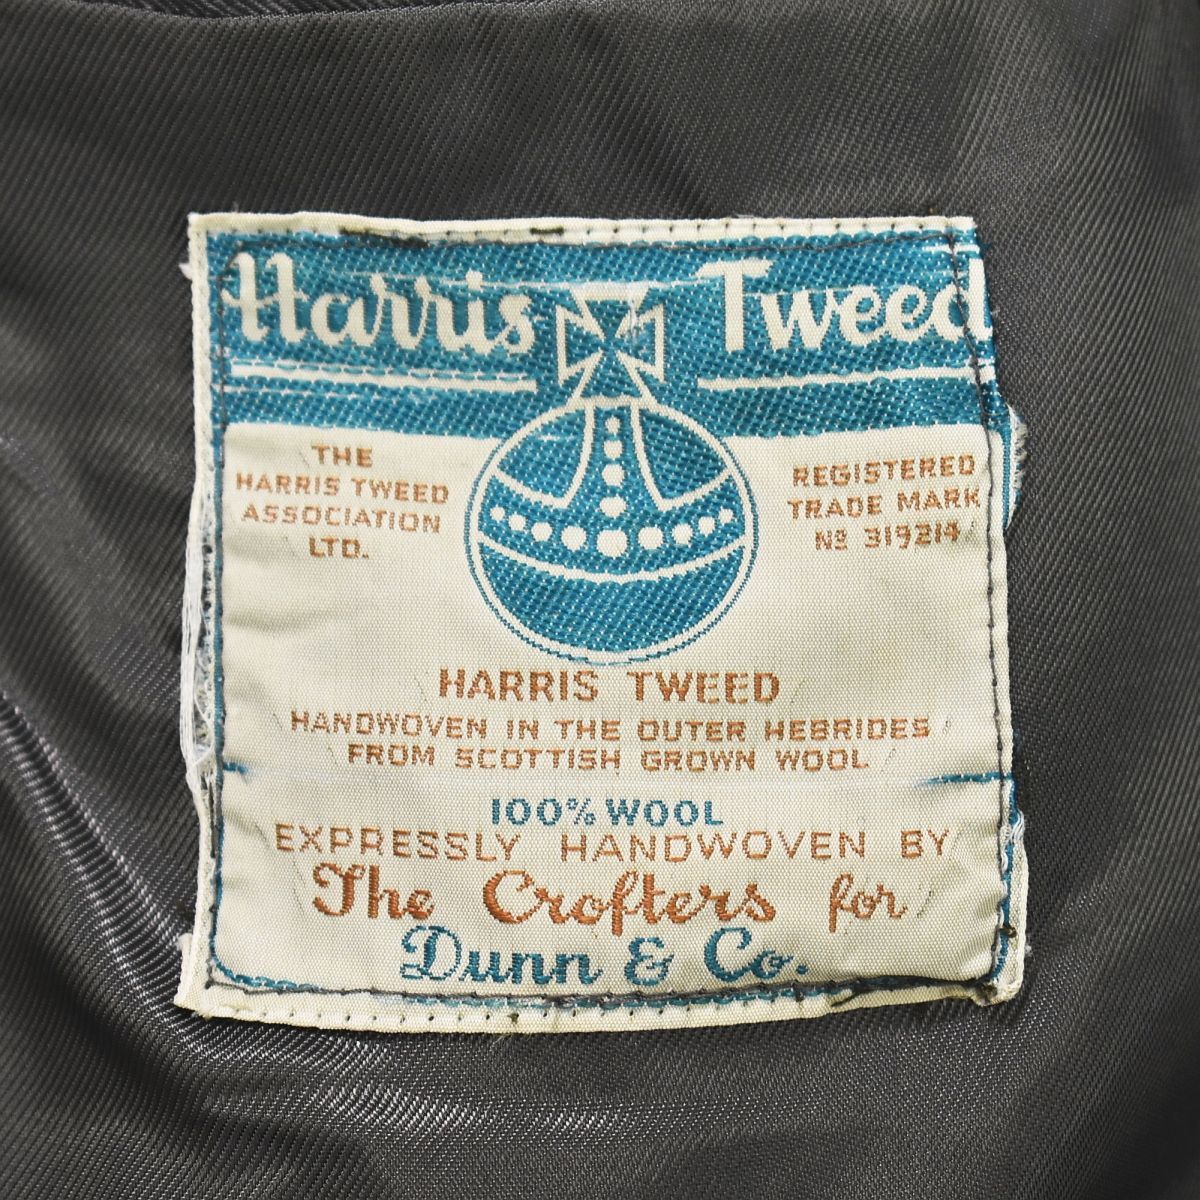 Harris Tweed
THE
HARRIS TWEED
ASSOCIATION
LTD.
REGISTERED
TRADE MARK
Nº 319214
HARRIS TWEED
HANDWOVEN IN THE OUTER HEBRIDES
FROM SCOTTISH GROWN WOOL
100% WOOL
EXPRESSLY HANDWOVEN BY
The Crofters for
Dunn & Co.